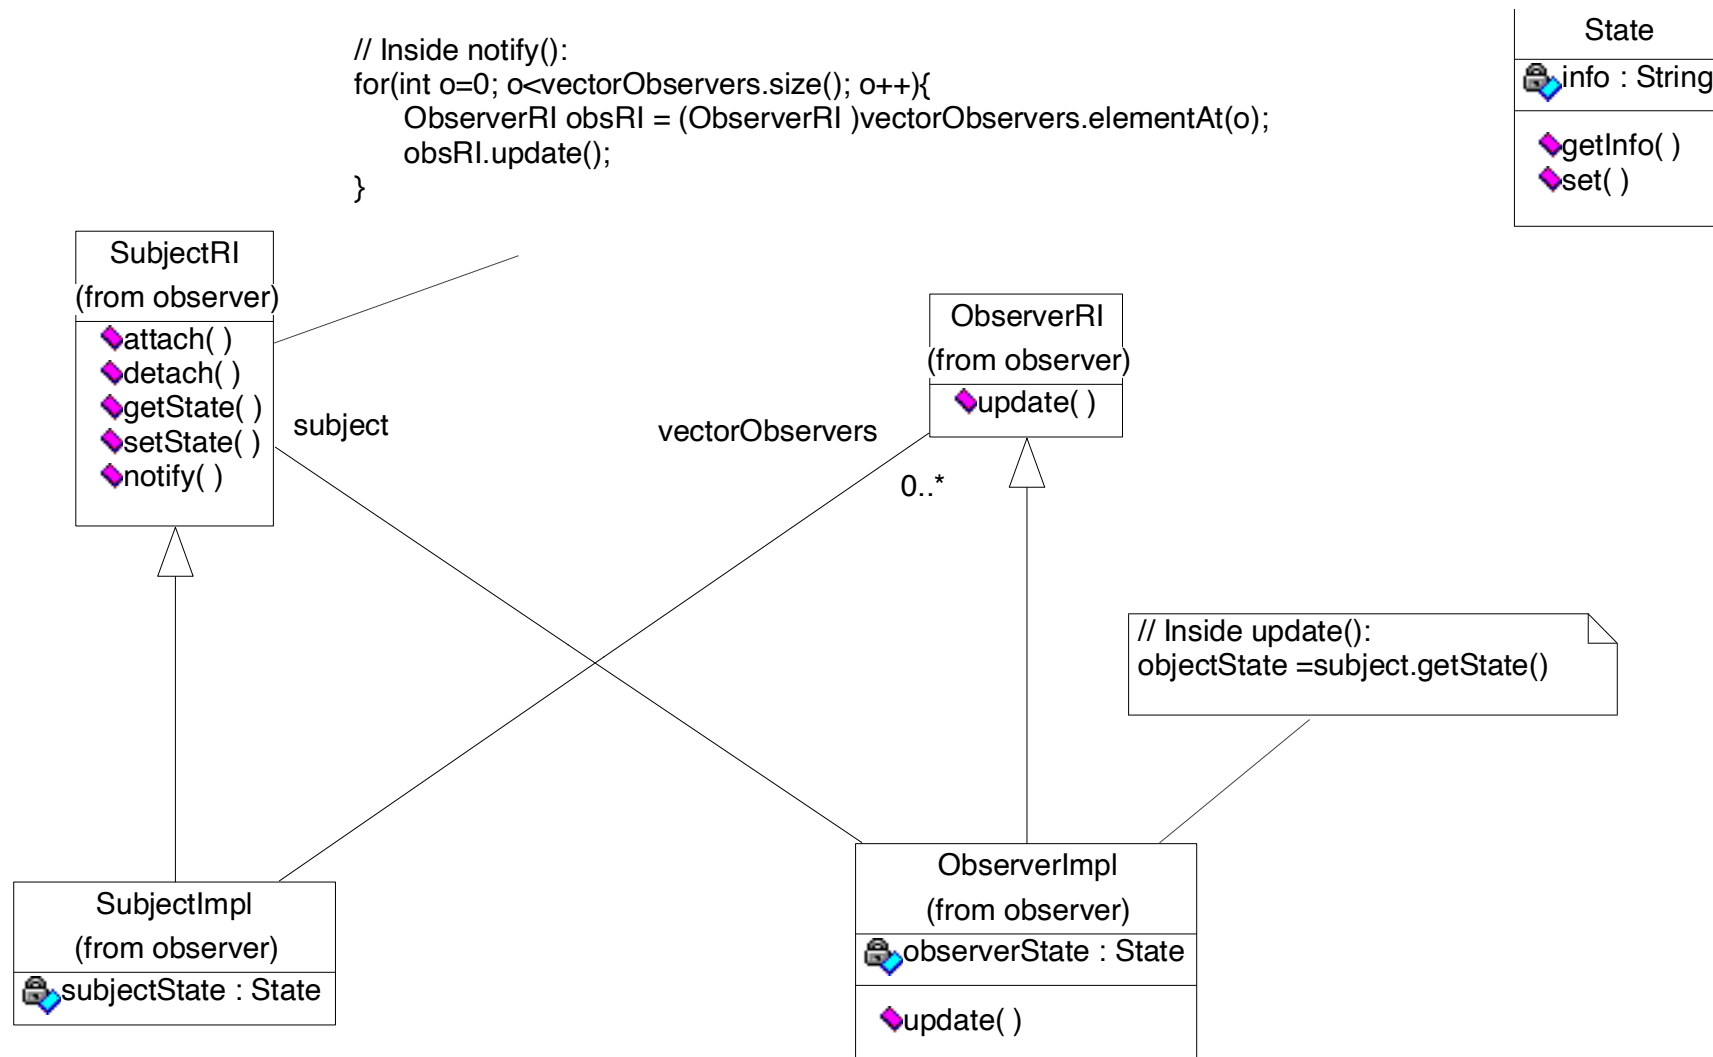 // Inside notify():
for(int o=0; o<vectorObservers.size(); o++){
ObserverRI obsRI = (ObserverRI )vectorObservers.elementAt(o);
obsRI.update();
}
State
info : String
getInfo( )
set( )
SubjectRI
(from observer)
attach( )
detach( )
getState( )
setState( )
notify( )
subject
vectorObservers
0..*
ObserverRI
(from observer)
update( )
// Inside update():
objectState =subject.getState()
SubjectImpl
(from observer)
subjectState : State
ObserverImpl
(from observer)
observerState : State
update( )